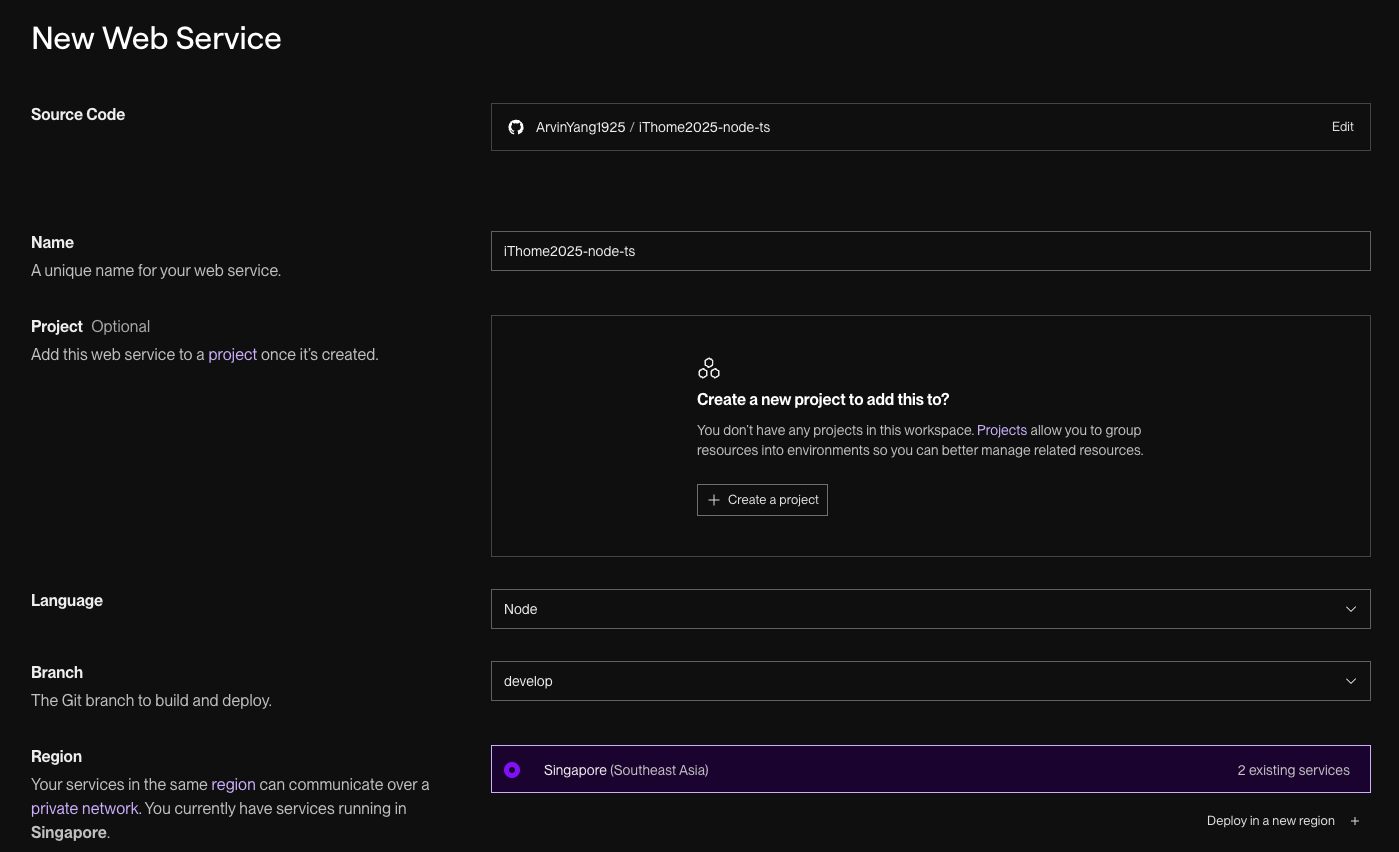 New Web Service
Source Code
ArvinYang1925 / iThome2025-node-ts
Edit
Name
A unique name for your web service.
iThome2025-node-ts
Project Optional
Add this web service to a project once it's created.
Create a new project to add this to?
You don't have any projects in this workspace. Projects allow you to group
resources into environments so you can better manage related resources.
Create a project
Language
Node
Branch
The Git branch to build and deploy.
develop
Region
Your services in the same region can communicate over a
private network. You currently have services running in
Singapore.
Singapore (Southeast Asia)
2 existing services
Deploy in a new region +